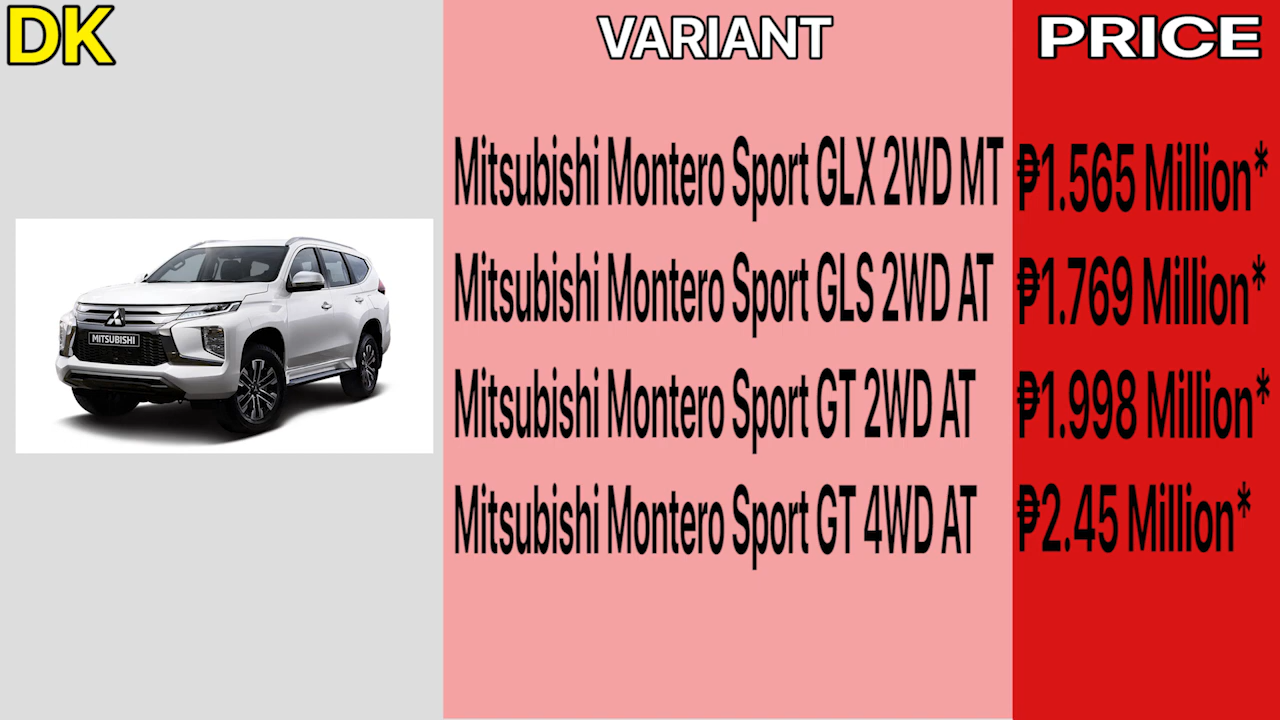 DK
VARIANT
PRICE
Mitsubishi Montero Sport GLX 2WD MT ₱1.565 Million*
Mitsubishi Montero Sport GLS 2WD AT ₱1.769 Million*
Mitsubishi Montero Sport GT 2WD AT ₱1.998 Million*
Mitsubishi Montero Sport GT 4WD AT ₱2.45 Million*
MITSUBISHI